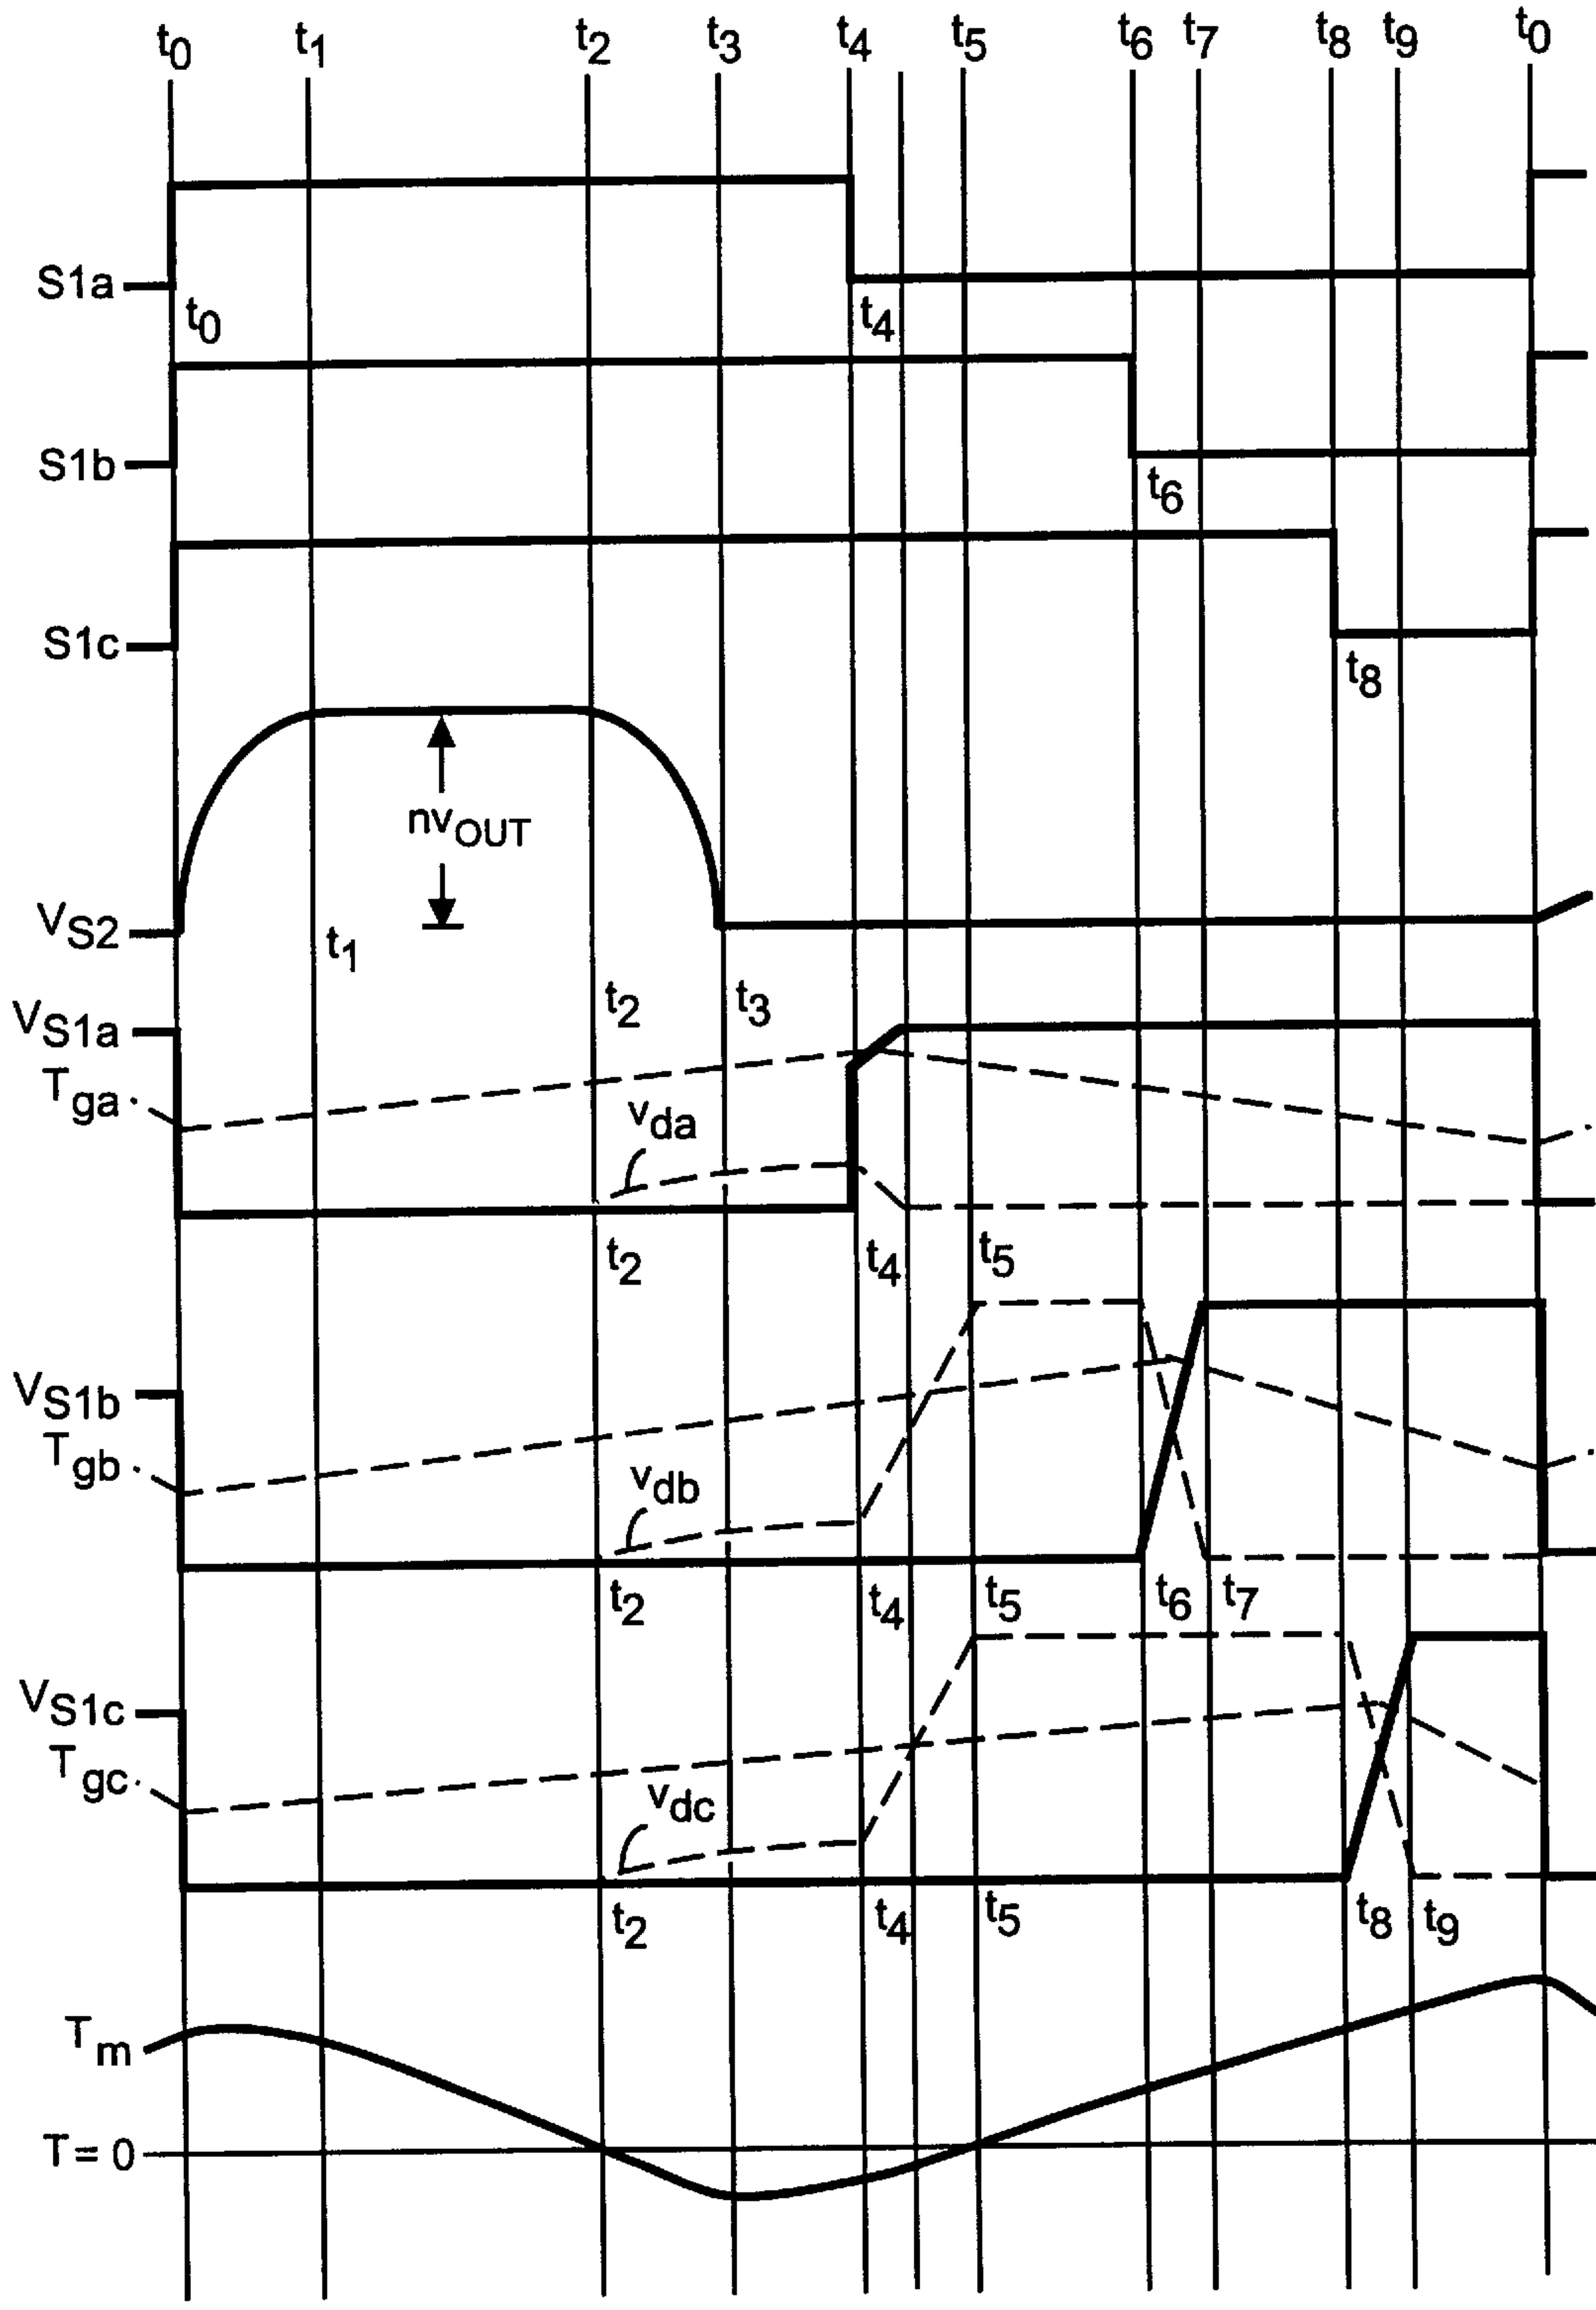 t0 t1 t2 t3 t4 t5 t6 t7 t8 t9 t0
S1a
t0 t4
S1b
t6
S1c
t8
nvOUT
VS2
t1
t2 t3
VS1a
Tga
vda
t2 t4 t5
VS1b
Tgb
vdb
t2 t4 t5 t6 t7
VS1c
Tgc
vdc
t2 t4 t5 t8 t9
Tm
T=0